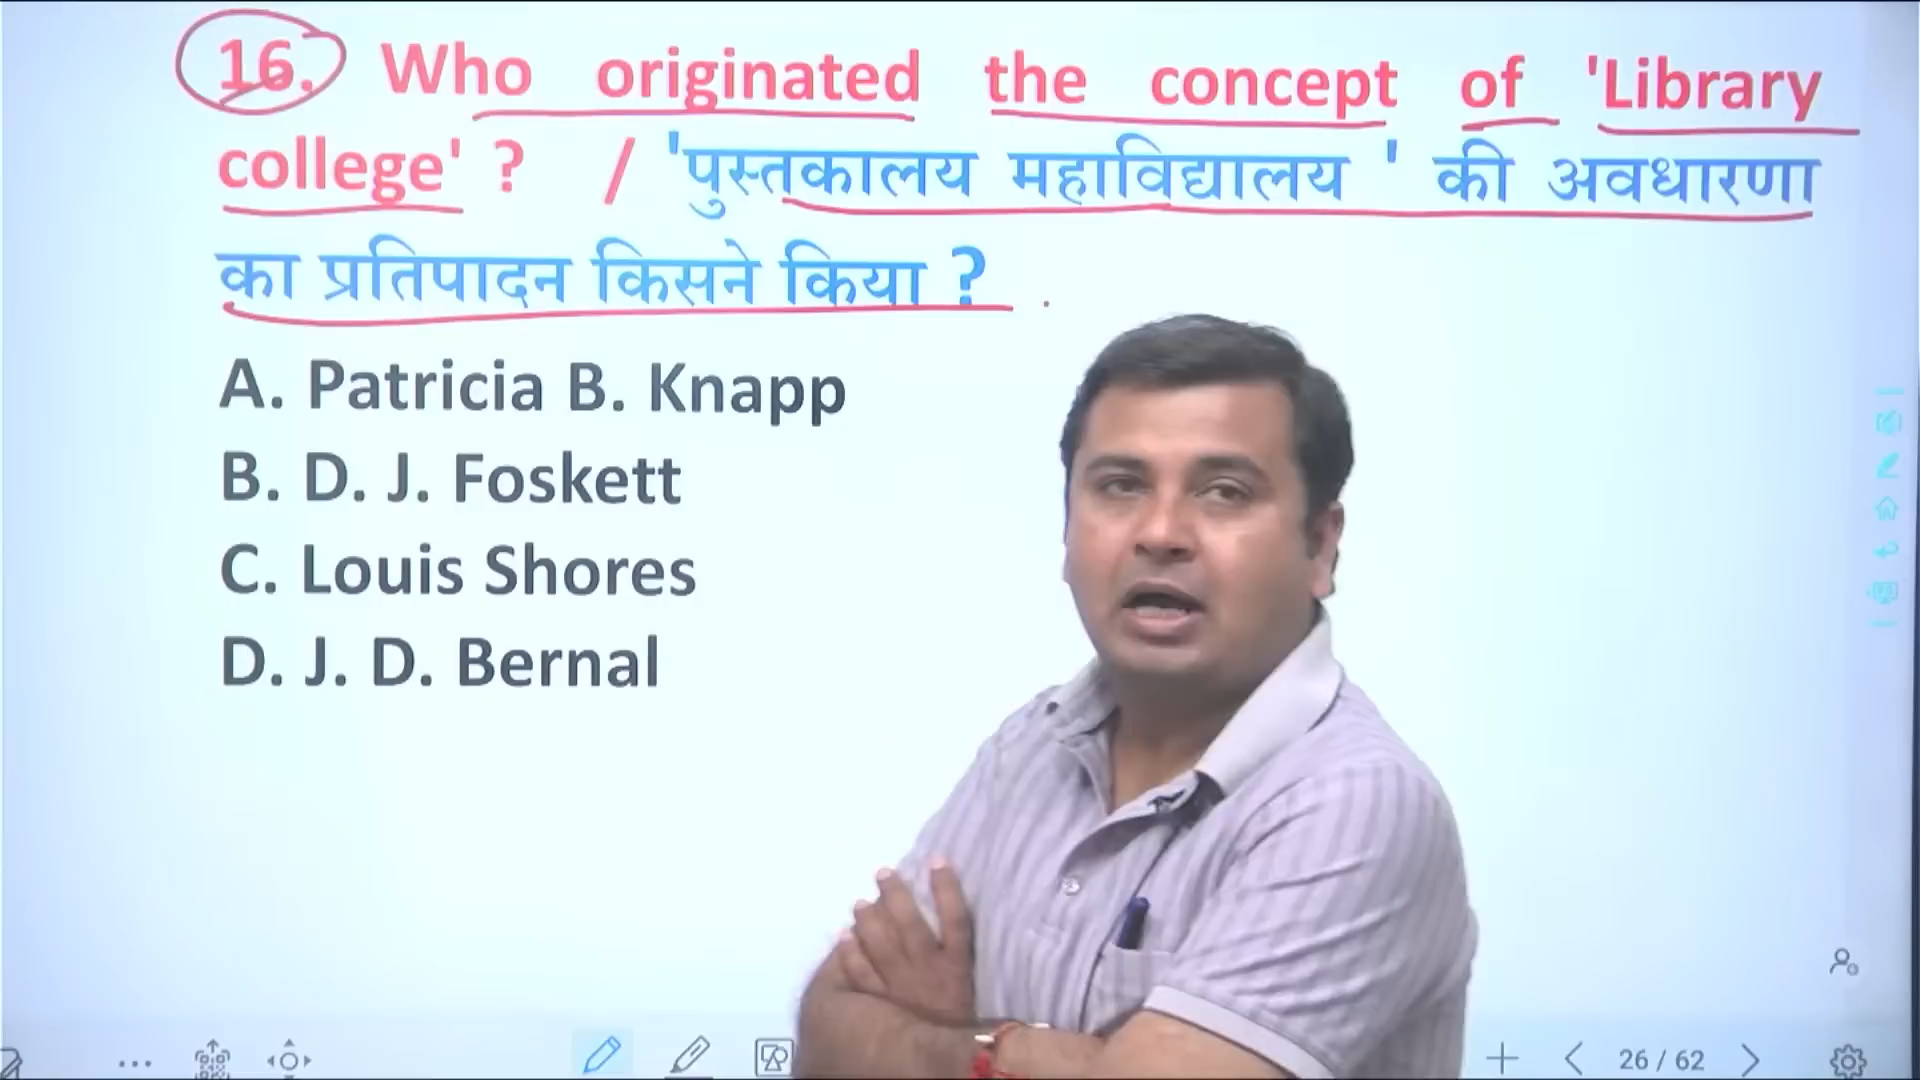 16. Who originated the concept of 'Library
college' ? / 'पुस्तकालय महाविद्यालय ' की अवधारणा
का प्रतिपादन किसने किया ?
A. Patricia B. Knapp
B. D. J. Foskett
C. Louis Shores
D. J. D. Bernal
26 / 62